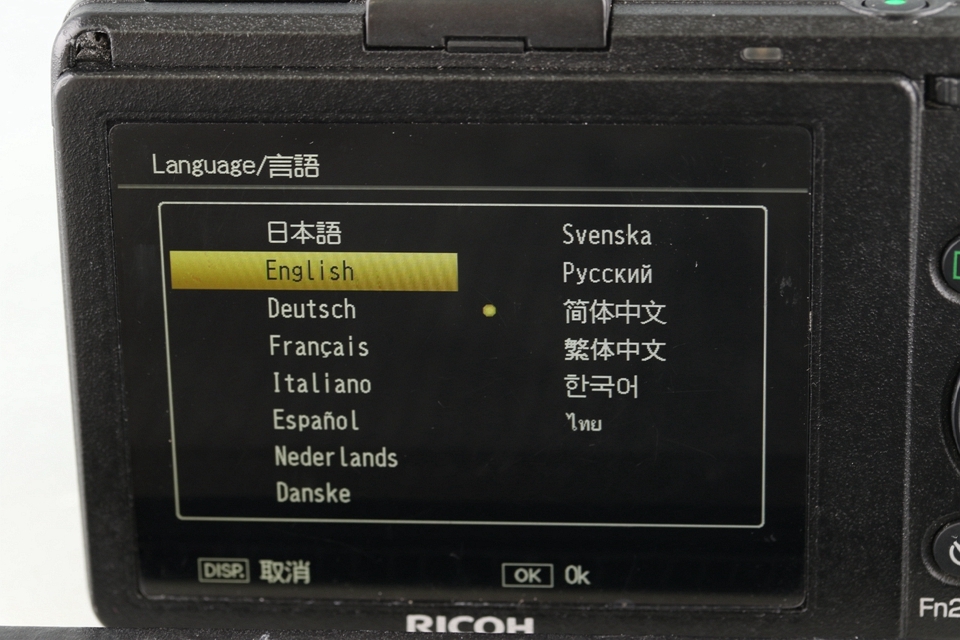 Language/言語
日本語
English
Deutsch
Français
Italiano
Español
Nederlands
Danske
Svenska
Русский
简体中文
繁体中文
한국어
ไทย
DISP. 取消
OK Ok
RICOH
Fn2